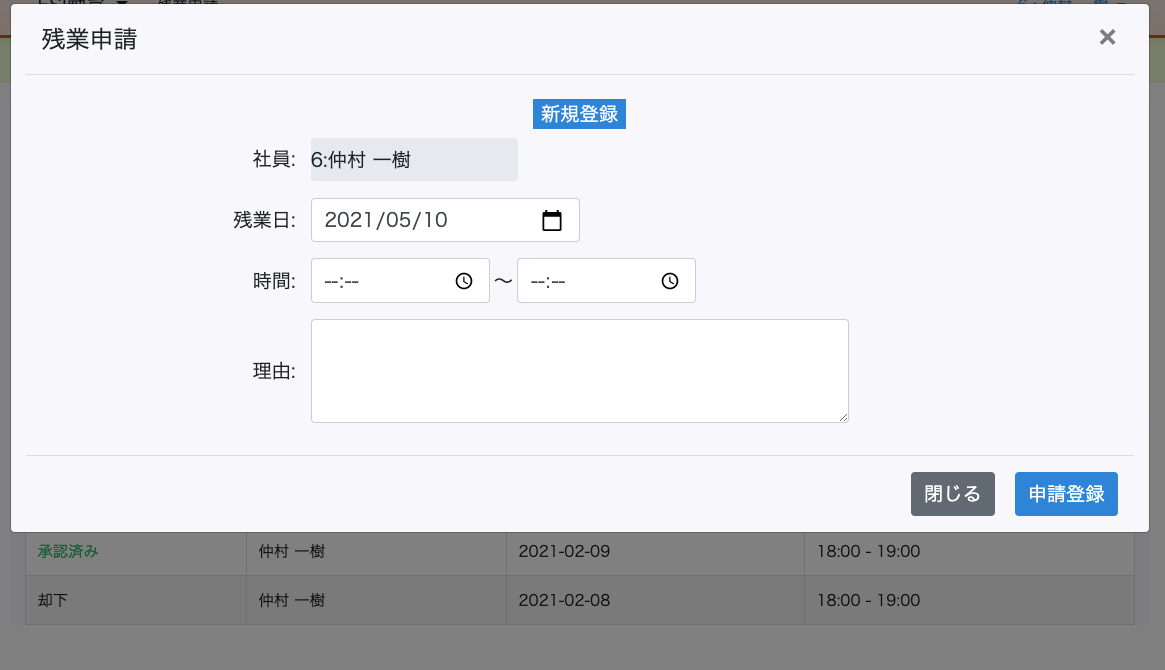 残業申請
×
新規登録
社員: 6:仲村 一樹
残業日: 2021/05/10
時間: --:-- 〜 --:--
理由:
閉じる 申請登録
承認済み 仲村 一樹 2021-02-09 18:00 - 19:00
却下 仲村 一樹 2021-02-08 18:00 - 19:00